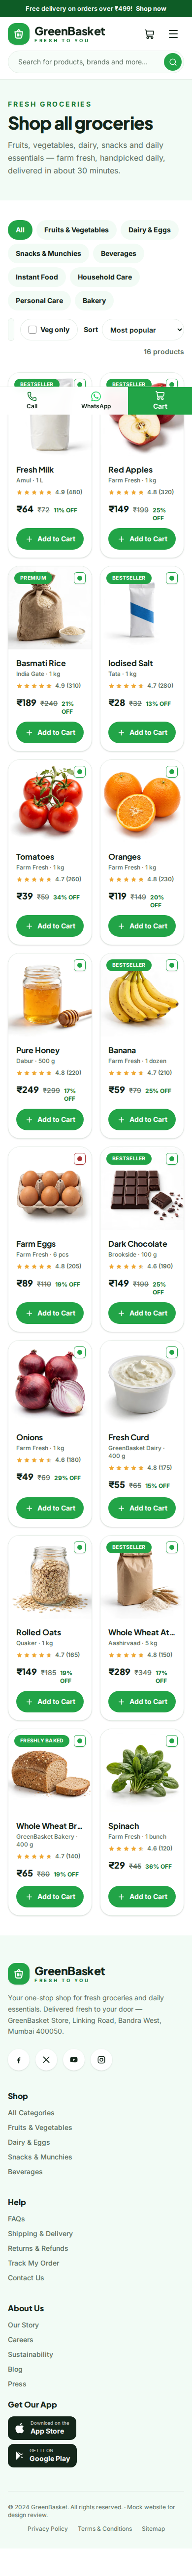 Free delivery on orders over ₹499! Shop now
GreenBasket
FRESH TO YOU
Search for products, brands and more...
FRESH GROCERIES
Shop all groceries
Fruits, vegetables, dairy, snacks and daily
essentials — farm fresh, handpicked daily,
delivered in about 30 minutes.
All
Fruits & Vegetables
Dairy & Eggs
Snacks & Munchies
Beverages
Instant Food
Household Care
Personal Care
Bakery
Veg only
Sort
Most popular
16 products
BESTSELLER
BESTSELLER
Call
WhatsApp
Cart
Fresh Milk
Amul · 1 L
4.9 (480)
₹64 ₹72 11% OFF
Add to Cart
Red Apples
Farm Fresh · 1 kg
4.8 (320)
₹149 ₹199 25% OFF
Add to Cart
PREMIUM
Basmati Rice
India Gate · 1 kg
4.9 (310)
₹189 ₹240 21% OFF
Add to Cart
BESTSELLER
Iodised Salt
Tata · 1 kg
4.7 (280)
₹28 ₹32 13% OFF
Add to Cart
Tomatoes
Farm Fresh · 1 kg
4.7 (260)
₹39 ₹59 34% OFF
Add to Cart
Oranges
Farm Fresh · 1 kg
4.8 (230)
₹119 ₹149 20% OFF
Add to Cart
Pure Honey
Dabur · 500 g
4.8 (220)
₹249 ₹299 17% OFF
Add to Cart
BESTSELLER
Banana
Farm Fresh · 1 dozen
4.7 (210)
₹59 ₹79 25% OFF
Add to Cart
Farm Eggs
Farm Fresh · 6 pcs
4.8 (205)
₹89 ₹110 19% OFF
Add to Cart
BESTSELLER
Dark Chocolate
Brookside · 100 g
4.6 (190)
₹149 ₹199 25% OFF
Add to Cart
Onions
Farm Fresh · 1 kg
4.6 (180)
₹49 ₹69 29% OFF
Add to Cart
Fresh Curd
GreenBasket Dairy · 400 g
4.8 (175)
₹55 ₹65 15% OFF
Add to Cart
Rolled Oats
Quaker · 1 kg
4.7 (165)
₹149 ₹185 19% OFF
Add to Cart
BESTSELLER
Whole Wheat At...
Aashirvaad · 5 kg
4.8 (150)
₹289 ₹349 17% OFF
Add to Cart
FRESHLY BAKED
Whole Wheat Br...
GreenBasket Bakery · 400 g
4.7 (140)
₹65 ₹80 19% OFF
Add to Cart
Spinach
Farm Fresh · 1 bunch
4.6 (120)
₹29 ₹45 36% OFF
Add to Cart
GreenBasket
FRESH TO YOU
Your one-stop shop for fresh groceries and daily
essentials. Delivered fresh to your door —
GreenBasket Store, Linking Road, Bandra West,
Mumbai 400050.
Shop
All Categories
Fruits & Vegetables
Dairy & Eggs
Snacks & Munchies
Beverages
Help
FAQs
Shipping & Delivery
Returns & Refunds
Track My Order
Contact Us
About Us
Our Story
Careers
Sustainability
Blog
Press
Get Our App
Download on the
App Store
GET IT ON
Google Play
© 2024 GreenBasket. All rights reserved. · Mock website for
design review.
Privacy Policy
Terms & Conditions
Sitemap